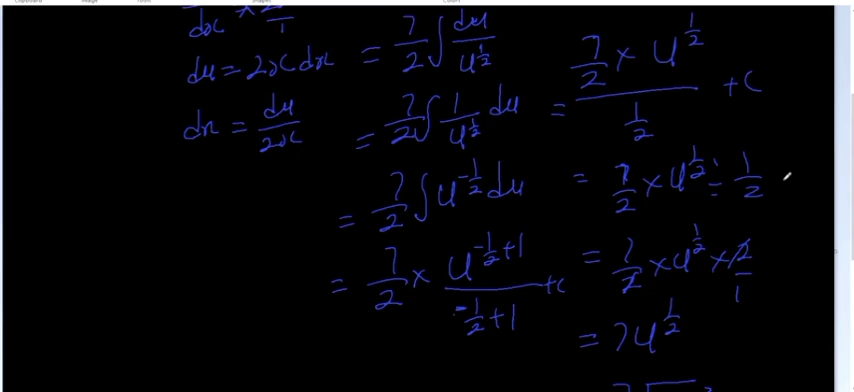 du = 2x dx
dx = du/2x
= 7/2 ∫ du/u^(1/2)
= 7/2 ∫ 1/u^(1/2) du
= 7/2 ∫ u^(-1/2) du
= 7/2 × u^(-1/2+1)/(-1/2+1) + c
= (7/2 × u^(1/2))/(1/2) + c
= 7/2 × u^(1/2) ÷ 1/2
= 7/2 × u^(1/2) × 2/1
= 7u^(1/2)